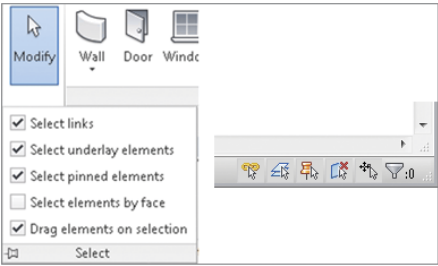 Modify Wall Door Windo
Select links
Select underlay elements
Select pinned elements
Select elements by face
Drag elements on selection
Select
:0